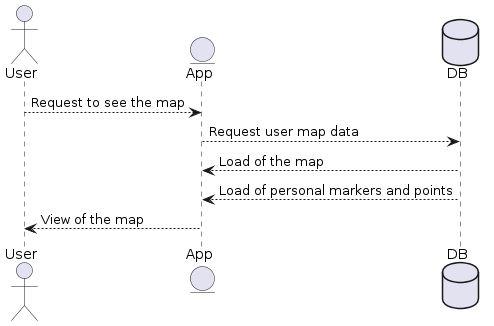 User
App
DB
Request to see the map
Request user map data
Load of the map
Load of personal markers and points
View of the map
User
App
DB